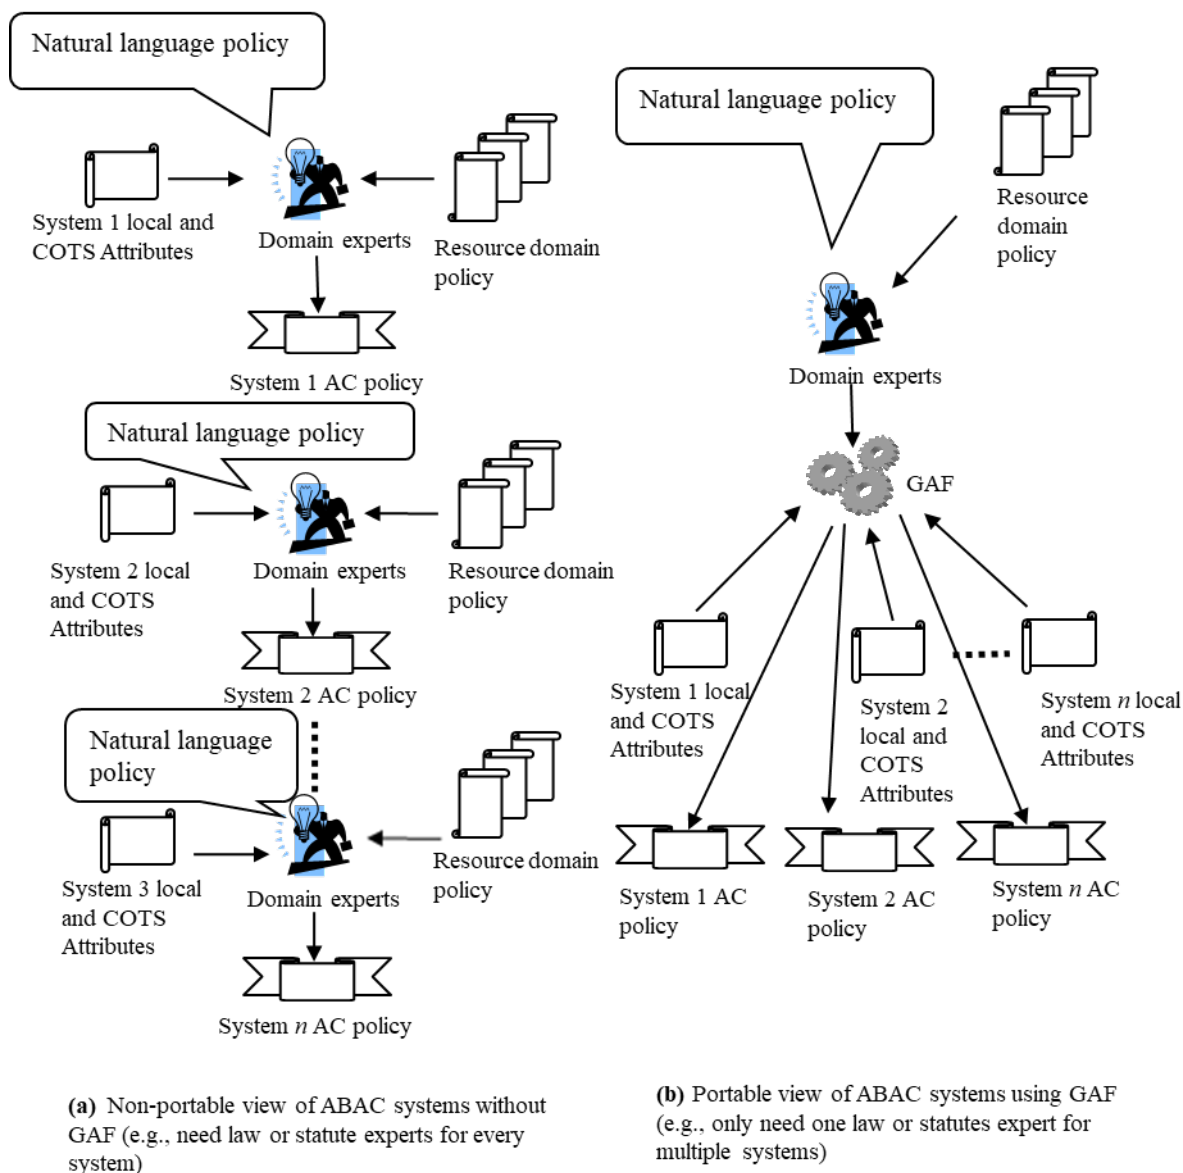 Natural language policy
System 1 local and
COTS Attributes
Domain experts
Resource domain
policy
System 1 AC policy
Natural language policy
System 2 local
and COTS
Attributes
Domain experts
Resource domain
policy
System 2 AC policy
Natural language
policy
System 3 local
and COTS
Attributes
Domain experts
Resource domain
policy
System n AC policy
(a) Non-portable view of ABAC systems without
GAF (e.g., need law or statute experts for every
system)
Natural language policy
Resource
domain
policy
Domain experts
GAF
System 1 local
and COTS
Attributes
System 2
local and
COTS
Attributes
System n local
and COTS
Attributes
System 1 AC
policy
System 2 AC
policy
System n AC
policy
(b) Portable view of ABAC systems using GAF
(e.g., only need one law or statutes expert for
multiple systems)